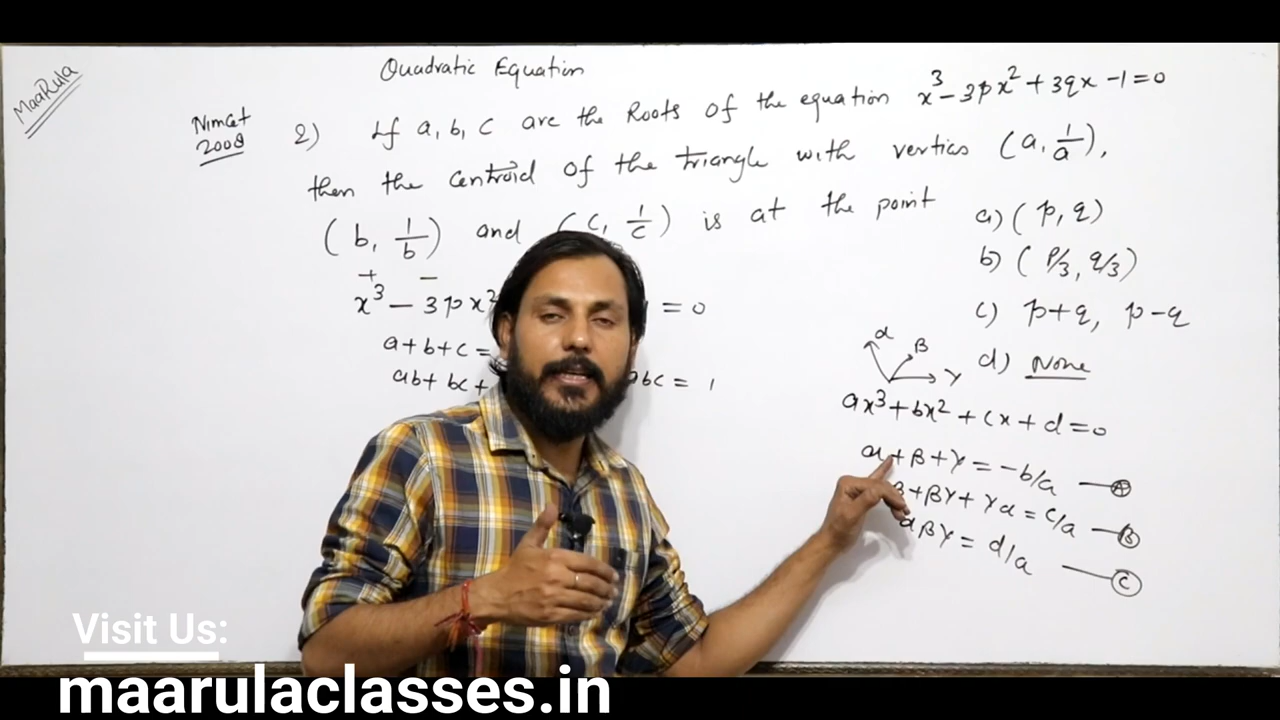 MaaRula
Quadratic Equation
Nimcet
2008
2) If a, b, c are the Roots of the equation x³ - 3px² + 3qx - 1 = 0
then the centroid of the triangle with vertics (a, 1/a),
(b, 1/b) and (c, 1/c) is at the point
a) (p, q)
b) (P/3, q/3)
c) p+q, p-q
d) None
+ -
x³ - 3px² = 0
a+b+c =
ab + bc + abc = 1
α β γ
ax³ + bx² + cx + d = 0
α + β + γ = -b/a — A
β + βγ + γα = c/a — B
αβγ = d/a — C
Visit Us:
maarulaclasses.in